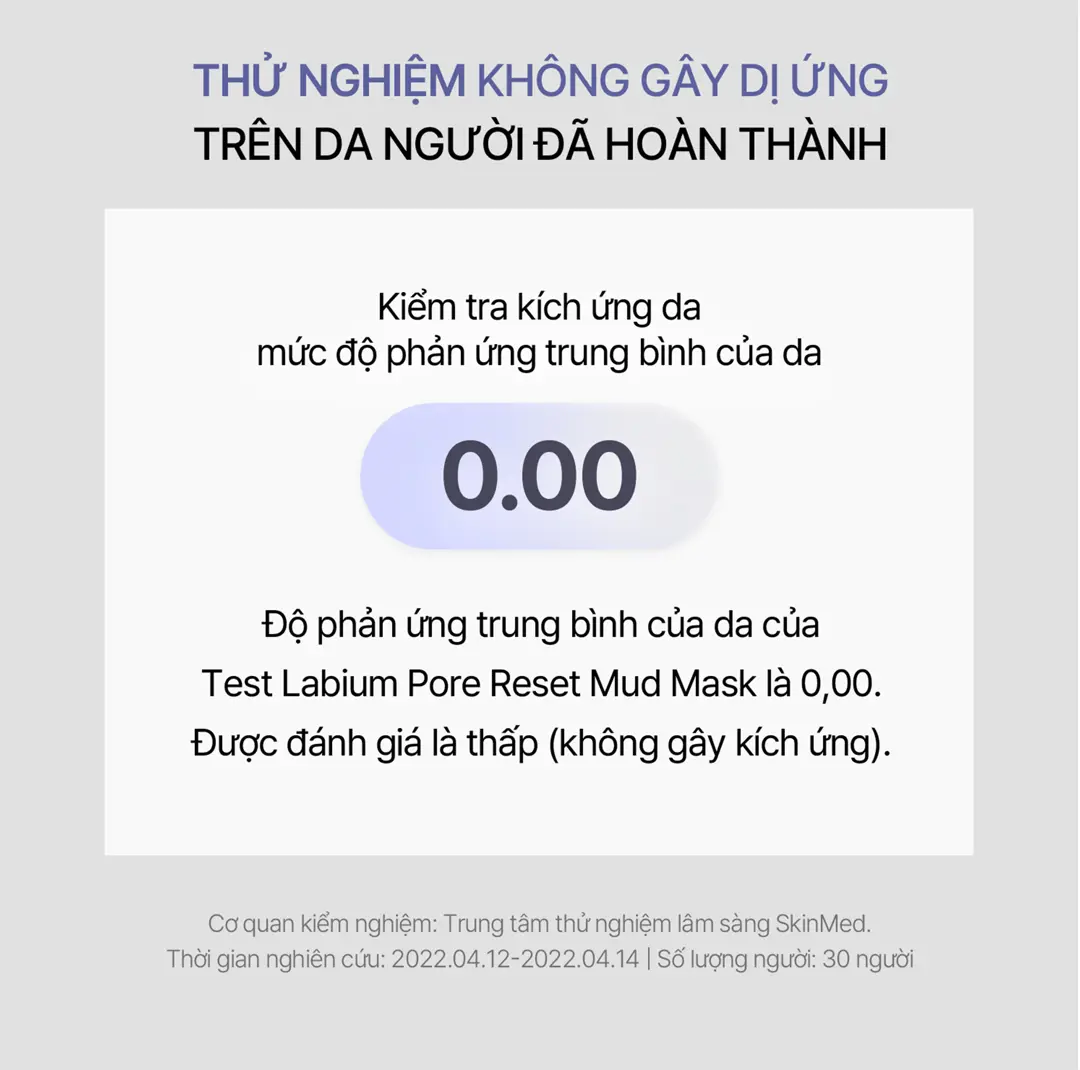 THỬ NGHIỆM KHÔNG GÂY DỊ ỨNG
TRÊN DA NGƯỜI ĐÃ HOÀN THÀNH
Kiểm tra kích ứng da
mức độ phản ứng trung bình của da
0.00
Độ phản ứng trung bình của da của
Test Labium Pore Reset Mud Mask là 0,00.
Được đánh giá là thấp (không gây kích ứng).
Cơ quan kiểm nghiệm: Trung tâm thử nghiệm lâm sàng SkinMed.
Thời gian nghiên cứu: 2022.04.12-2022.04.14 | Số lượng người: 30 người